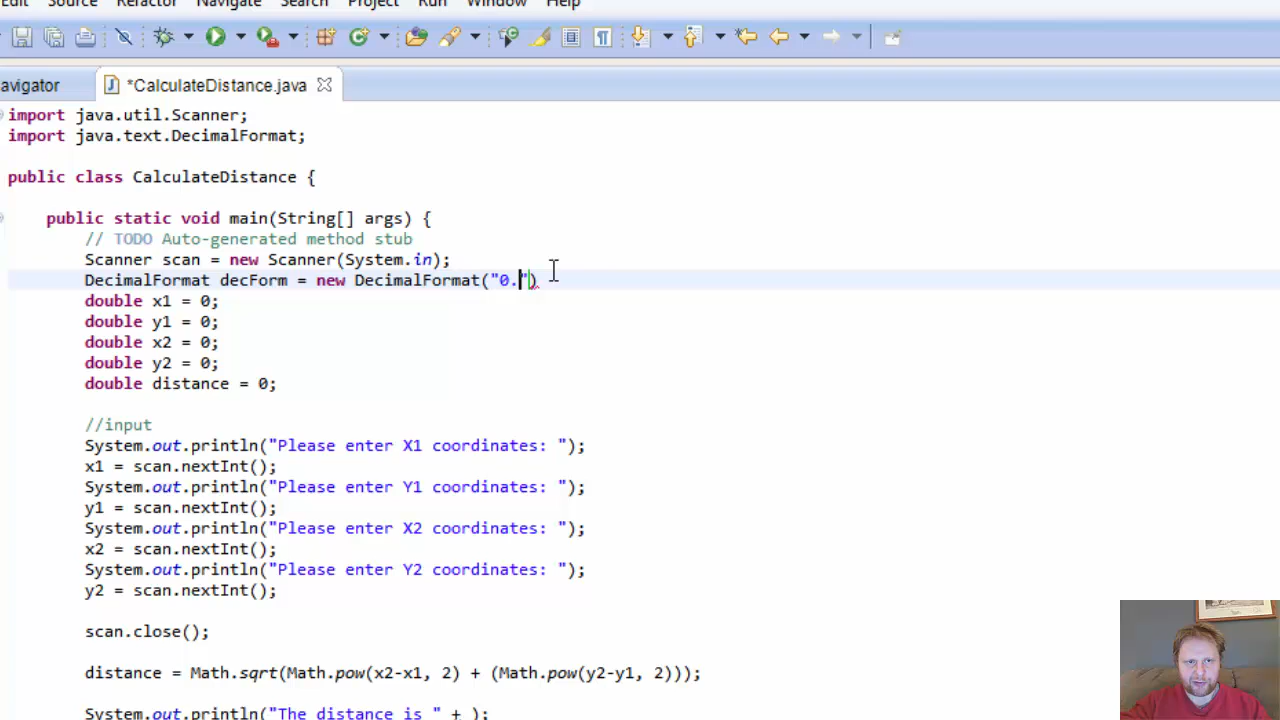 Edit Source Refactor Navigate Search Project Run Window Help
avigator *CalculateDistance.java
import java.util.Scanner;
import java.text.DecimalFormat;
public class CalculateDistance {
public static void main(String[] args) {
// TODO Auto-generated method stub
Scanner scan = new Scanner(System.in);
DecimalFormat decForm = new DecimalFormat("0.")
double x1 = 0;
double y1 = 0;
double x2 = 0;
double y2 = 0;
double distance = 0;
//input
System.out.println("Please enter X1 coordinates: ");
x1 = scan.nextInt();
System.out.println("Please enter Y1 coordinates: ");
y1 = scan.nextInt();
System.out.println("Please enter X2 coordinates: ");
x2 = scan.nextInt();
System.out.println("Please enter Y2 coordinates: ");
y2 = scan.nextInt();
scan.close();
distance = Math.sqrt(Math.pow(x2-x1, 2) + (Math.pow(y2-y1, 2)));
System.out.println("The distance is " + );